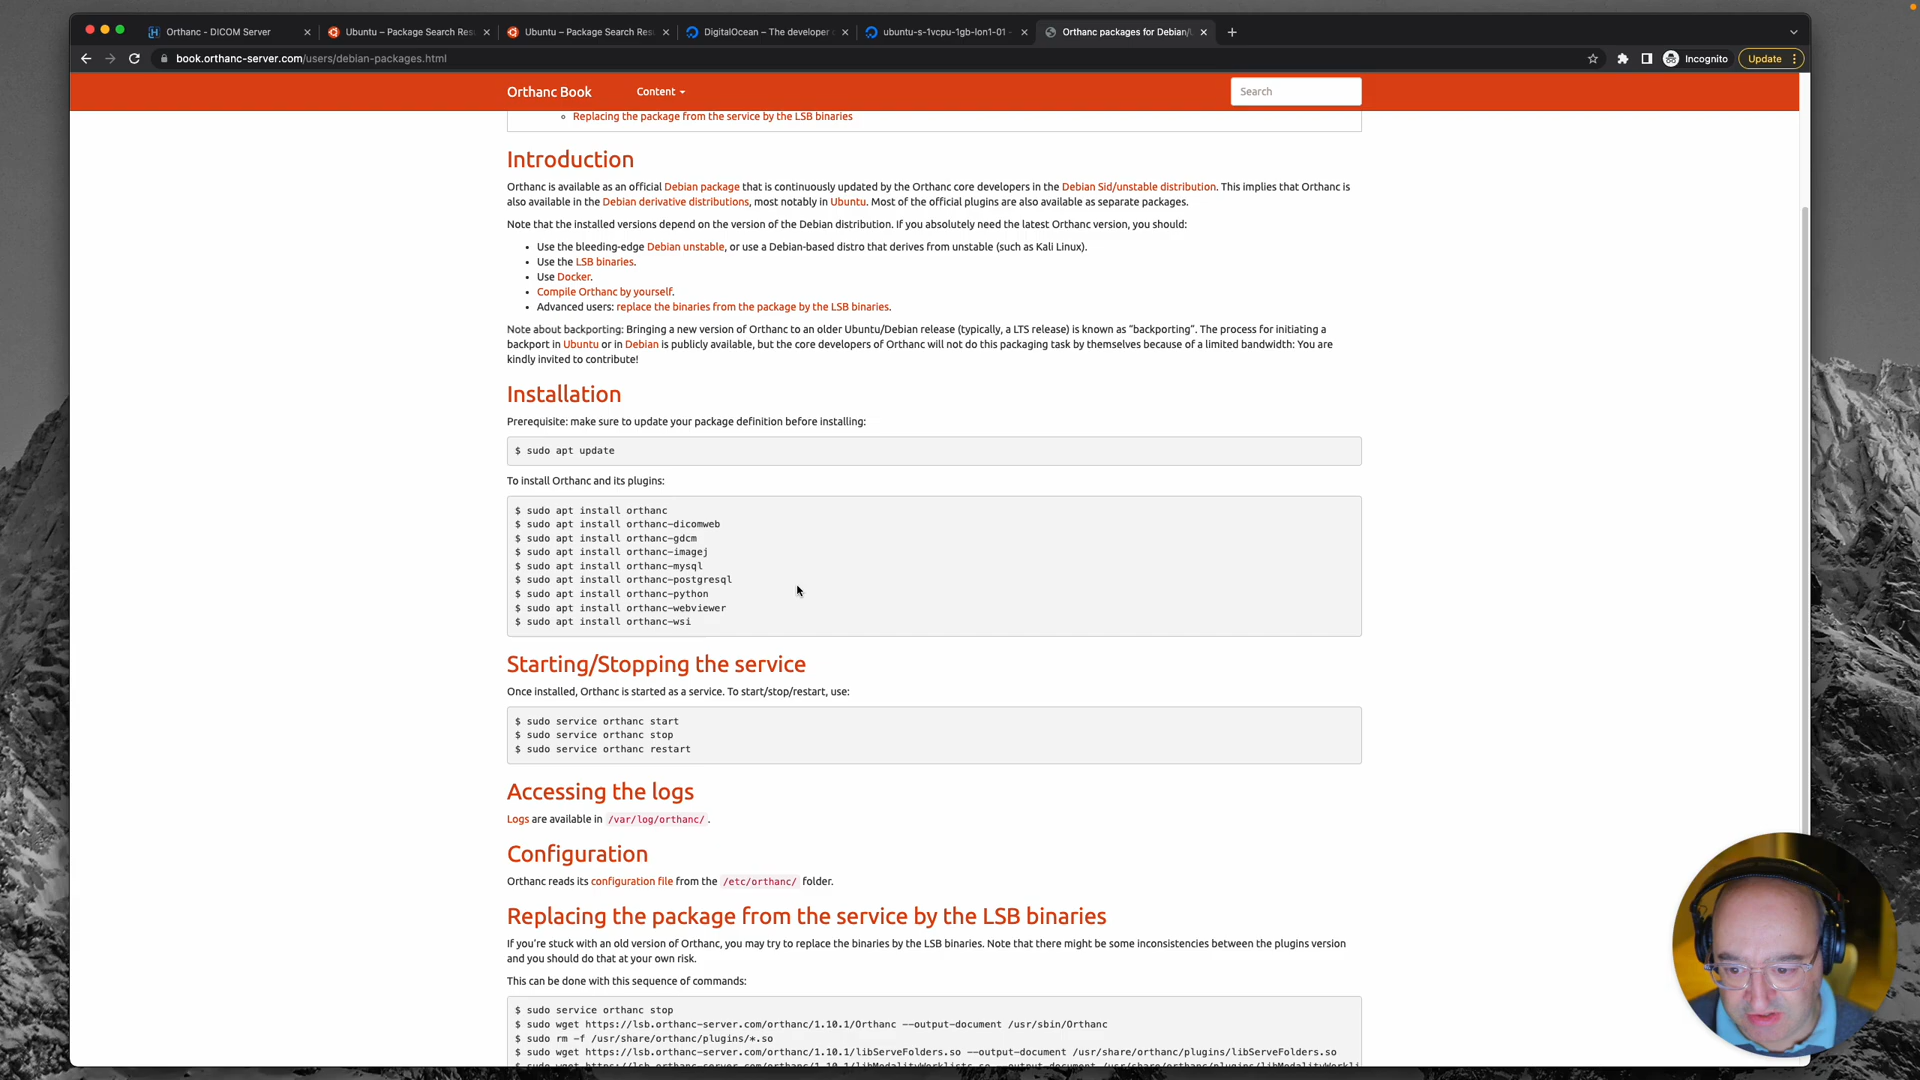 Orthanc - DICOM Server
Ubuntu – Package Search Res
Ubuntu – Package Search Res
DigitalOcean – The developer
ubuntu-s-1vcpu-1gb-lon1-01
Orthanc packages for Debian/
book.orthanc-server.com/users/debian-packages.html
Incognito
Update
Orthanc Book
Content
Search
Replacing the package from the service by the LSB binaries
Introduction
Orthanc is available as an official Debian package that is continuously updated by the Orthanc core developers in the Debian Sid/unstable distribution. This implies that Orthanc is
also available in the Debian derivative distributions, most notably in Ubuntu. Most of the official plugins are also available as separate packages.
Note that the installed versions depend on the version of the Debian distribution. If you absolutely need the latest Orthanc version, you should:
• Use the bleeding-edge Debian unstable, or use a Debian-based distro that derives from unstable (such as Kali Linux).
• Use the LSB binaries.
• Use Docker.
• Compile Orthanc by yourself.
• Advanced users: replace the binaries from the package by the LSB binaries.
Note about backporting: Bringing a new version of Orthanc to an older Ubuntu/Debian release (typically, a LTS release) is known as "backporting". The process for initiating a
backport in Ubuntu or in Debian is publicly available, but the core developers of Orthanc will not do this packaging task by themselves because of a limited bandwidth: You are
kindly invited to contribute!
Installation
Prerequisite: make sure to update your package definition before installing:
$ sudo apt update
To install Orthanc and its plugins:
$ sudo apt install orthanc
$ sudo apt install orthanc-dicomweb
$ sudo apt install orthanc-gdcm
$ sudo apt install orthanc-imagej
$ sudo apt install orthanc-mysql
$ sudo apt install orthanc-postgresql
$ sudo apt install orthanc-python
$ sudo apt install orthanc-webviewer
$ sudo apt install orthanc-wsi
Starting/Stopping the service
Once installed, Orthanc is started as a service. To start/stop/restart, use:
$ sudo service orthanc start
$ sudo service orthanc stop
$ sudo service orthanc restart
Accessing the logs
Logs are available in /var/log/orthanc/ .
Configuration
Orthanc reads its configuration file from the /etc/orthanc/ folder.
Replacing the package from the service by the LSB binaries
If you're stuck with an old version of Orthanc, you may try to replace the binaries by the LSB binaries. Note that there might be some inconsistencies between the plugins version
and you should do that at your own risk.
This can be done with this sequence of commands:
$ sudo service orthanc stop
$ sudo wget https://lsb.orthanc-server.com/orthanc/1.10.1/Orthanc --output-document /usr/sbin/Orthanc
$ sudo rm -f /usr/share/orthanc/plugins/*.so
$ sudo wget https://lsb.orthanc-server.com/orthanc/1.10.1/libServeFolders.so --output-document /usr/share/orthanc/plugins/libServeFolders.so